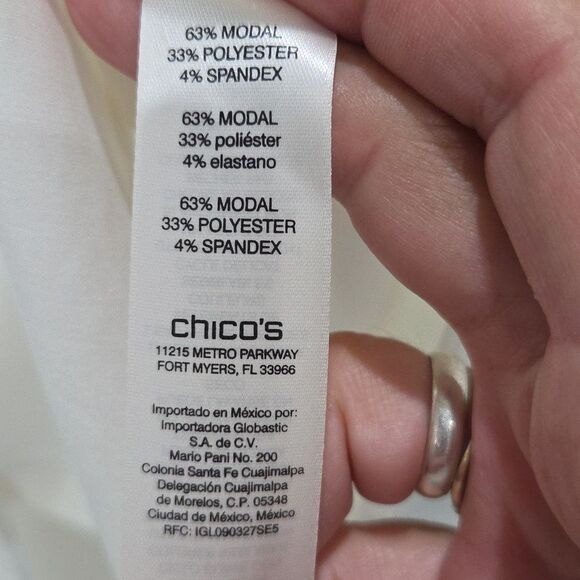 63% MODAL
33% POLYESTER
4% SPANDEX
63% MODAL
33% poliéster
4% elastano
63% MODAL
33% POLYESTER
4% SPANDEX
chico's
11215 METRO PARKWAY
FORT MYERS, FL 33966
Importado en México por:
Importadora Globastic
S.A. de C.V.
Mario Pani No. 200
Colonia Santa Fe Cuajimalpa
Delegación Cuajimalpa
de Morelos, C.P. 05348
Ciudad de México, México
RFC: IGL090327SE5